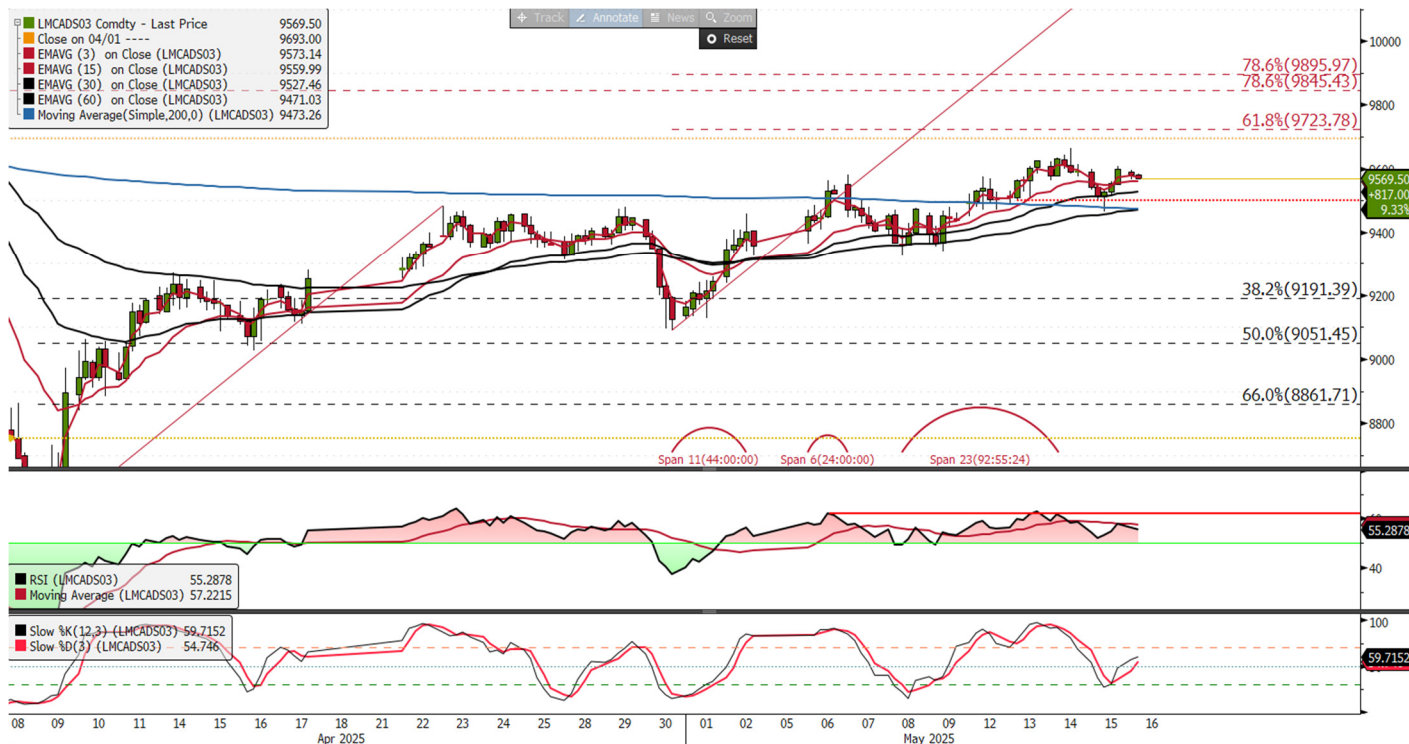 Track Annotate News Zoom
Reset
LMCADS03 Comdty - Last Price 9569.50
Close on 04/01 ---- 9693.00
EMAVG (3) on Close (LMCADS03) 9573.14
EMAVG (15) on Close (LMCADS03) 9559.99
EMAVG (30) on Close (LMCADS03) 9527.46
EMAVG (60) on Close (LMCADS03) 9471.03
Moving Average(Simple,200,0) (LMCADS03) 9473.26
10000
78.6%(9895.97)
78.6%(9845.43)
9800
61.8%(9723.78)
9569.50
+817.00
9.33%
9400
38.2%(9191.39)
9200
50.0%(9051.45)
9000
66.0%(8861.71)
8800
Span 11(44:00:00)
Span 6(24:00:00)
Span 23(92:55:24)
55.2878
40
RSI (LMCADS03) 55.2878
Moving Average (LMCADS03) 57.2215
Slow %K(12,3) (LMCADS03) 59.7152
Slow %D(3) (LMCADS03) 54.746
100
59.7152
0
08 09 10 11 14 15 16 17 18 21 22 23 24 25 28 29 30 01 02 05 06 07 08 09 12 13 14 15 16
Apr 2025 May 2025